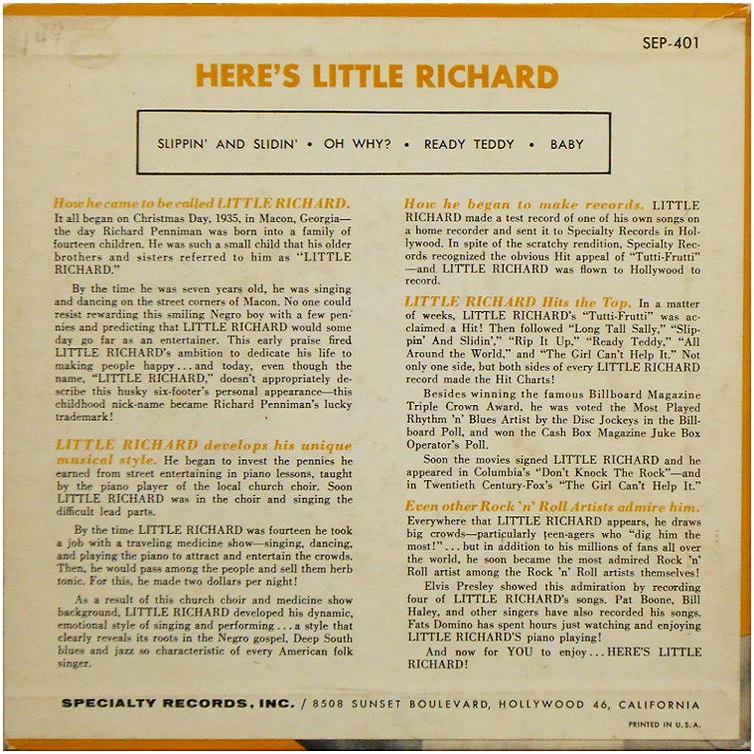 SEP-401
HERE'S LITTLE RICHARD
SLIPPIN' AND SLIDIN' • OH WHY? • READY TEDDY • BABY
How he came to be called LITTLE RICHARD.
It all began on Christmas Day, 1935, in Macon, Georgia—
the day Richard Penniman was born into a family of
fourteen children. He was such a small child that his older
brothers and sisters referred to him as "LITTLE
RICHARD."
By the time he was seven years old, he was singing
and dancing on the street corners of Macon. No one could
resist rewarding this smiling Negro boy with a few pen-
nies and predicting that LITTLE RICHARD would some
day go far as an entertainer. This early praise fired
LITTLE RICHARD's ambition to dedicate his life to
making people happy...and today, even though the
name, "LITTLE RICHARD," doesn't appropriately de-
scribe this husky six-footer's personal appearance—this
childhood nick-name became Richard Penniman's lucky
trademark!
LITTLE RICHARD develops his unique
musical style. He began to invest the pennies he
earned from street entertaining in piano lessons, taught
by the piano player of the local church choir. Soon
LITTLE RICHARD was in the choir and singing the
difficult lead parts.
By the time LITTLE RICHARD was fourteen he took
a job with a traveling medicine show—singing, dancing,
and playing the piano to attract and entertain the crowds.
Then, he would pass among the people and sell them herb
tonic. For this, he made two dollars per night!
As a result of this church choir and medicine show
background, LITTLE RICHARD developed his dynamic,
emotional style of singing and performing...a style that
clearly reveals its roots in the Negro gospel, Deep South
blues and jazz so characteristic of every American folk
singer.
How he began to make records. LITTLE
RICHARD made a test record of one of his own songs on
a home recorder and sent it to Specialty Records in Hol-
lywood. In spite of the scratchy rendition, Specialty Rec-
ords recognized the obvious Hit appeal of "Tutti-Frutti"
—and LITTLE RICHARD was flown to Hollywood to
record.
LITTLE RICHARD Hits the Top. In a matter
of weeks, LITTLE RICHARD's "Tutti-Frutti" was ac-
claimed a Hit! Then followed "Long Tall Sally," "Slip-
pin' And Slidin'," "Rip It Up," "Ready Teddy," "All
Around the World," and "The Girl Can't Help It." Not
only one side, but both sides of every LITTLE RICHARD
record made the Hit Charts!
Besides winning the famous Billboard Magazine
Triple Crown Award, he was voted the Most Played
Rhythm 'n' Blues Artist by the Disc Jockeys in the Bill-
board Poll, and won the Cash Box Magazine Juke Box
Operator's Poll.
Soon the movies signed LITTLE RICHARD and he
appeared in Columbia's "Don't Knock The Rock"—and
in Twentieth Century-Fox's "The Girl Can't Help It."
Even other Rock 'n' Roll Artists admire him.
Everywhere that LITTLE RICHARD appears, he draws
big crowds—particularly teen-agers who "dig him the
most!"...but in addition to his millions of fans all over
the world, he soon became the most admired Rock 'n'
Roll artist among the Rock 'n' Roll artists themselves!
Elvis Presley showed this admiration by recording
four of LITTLE RICHARD's songs. Pat Boone, Bill
Haley, and other singers have also recorded his songs.
Fats Domino has spent hours just watching and enjoying
LITTLE RICHARD'S piano playing!
And now for YOU to enjoy...HERE'S LITTLE
RICHARD!
SPECIALTY RECORDS, INC. / 8508 SUNSET BOULEVARD, HOLLYWOOD 46, CALIFORNIA
PRINTED IN U.S.A.